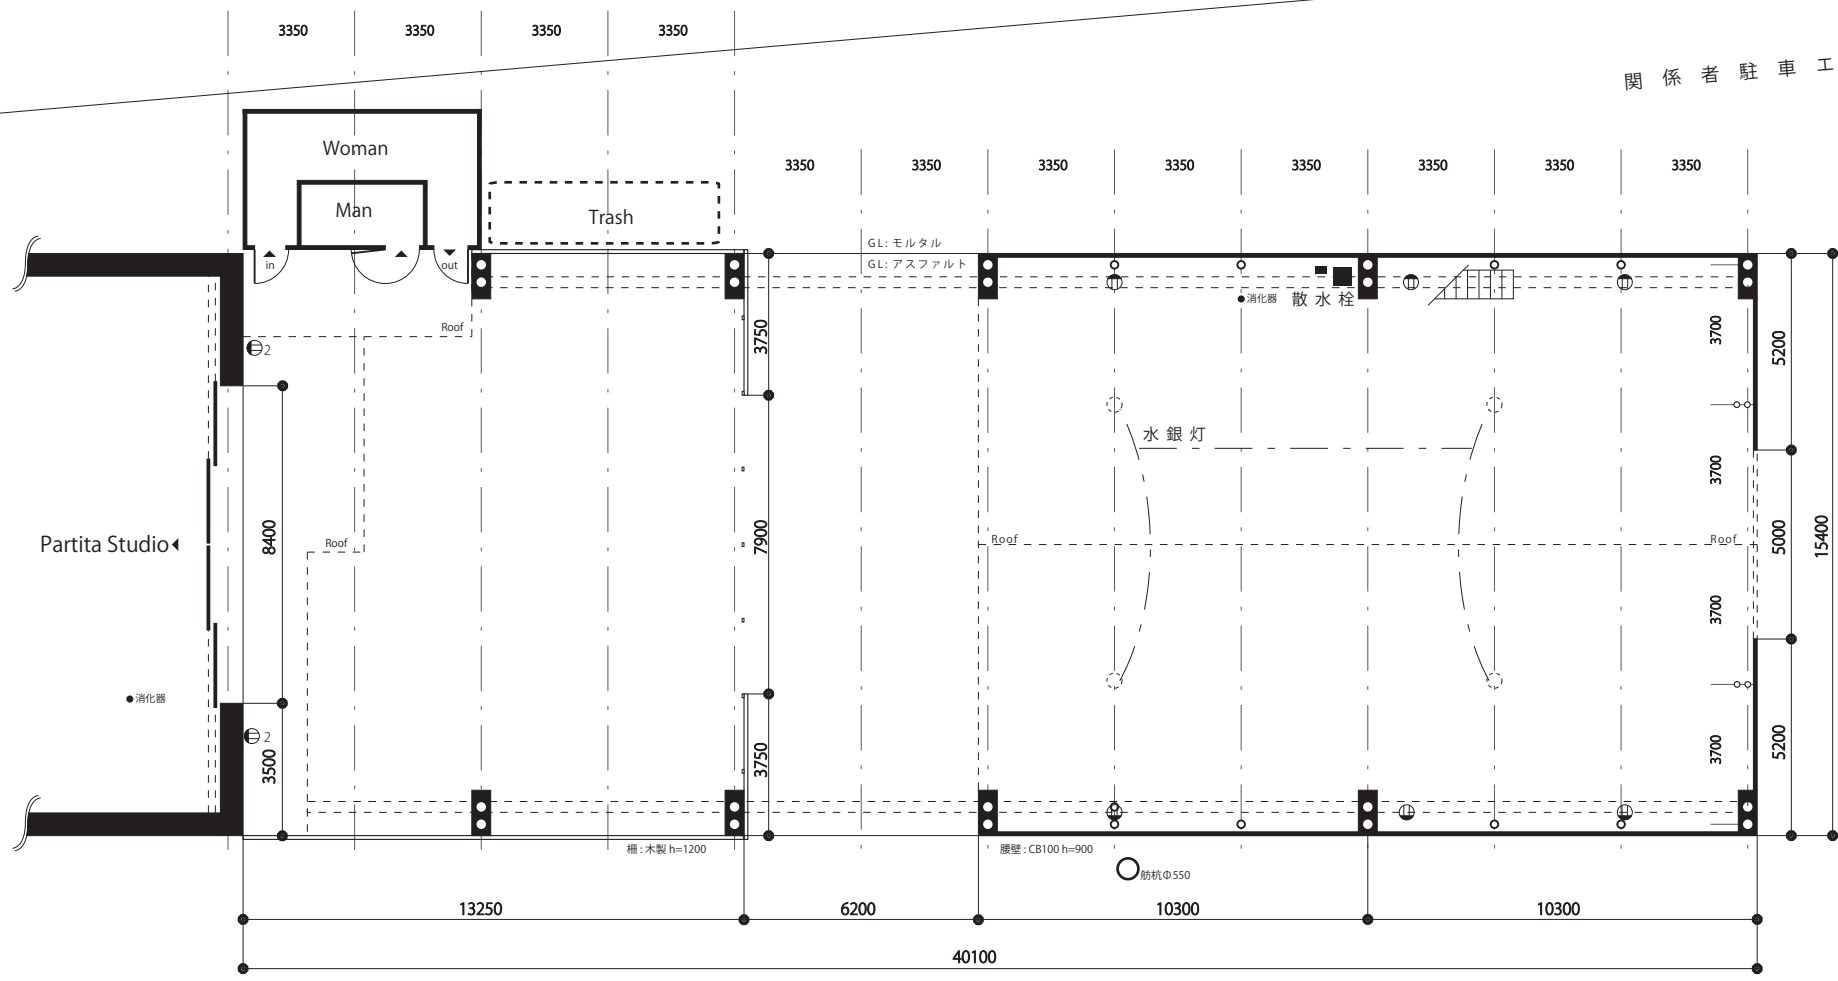 3350 3350 3350 3350
関係者駐車エ
Woman
3350 3350 3350 3350 3350 3350 3350 3350
Man
Trash
GL:モルタル
in
out
GL:アスファルト
消化器
散水栓
Roof
3750
3700
5200
2
水銀灯
3700
Partita Studio
8400
Roof
7900
Roof
Roof
5000
15400
3700
消化器
2
3500
3750
3700
5200
柵:木製 h=1200
腰壁:CB100 h=900
舫杭Φ550
13250
6200
10300
10300
40100